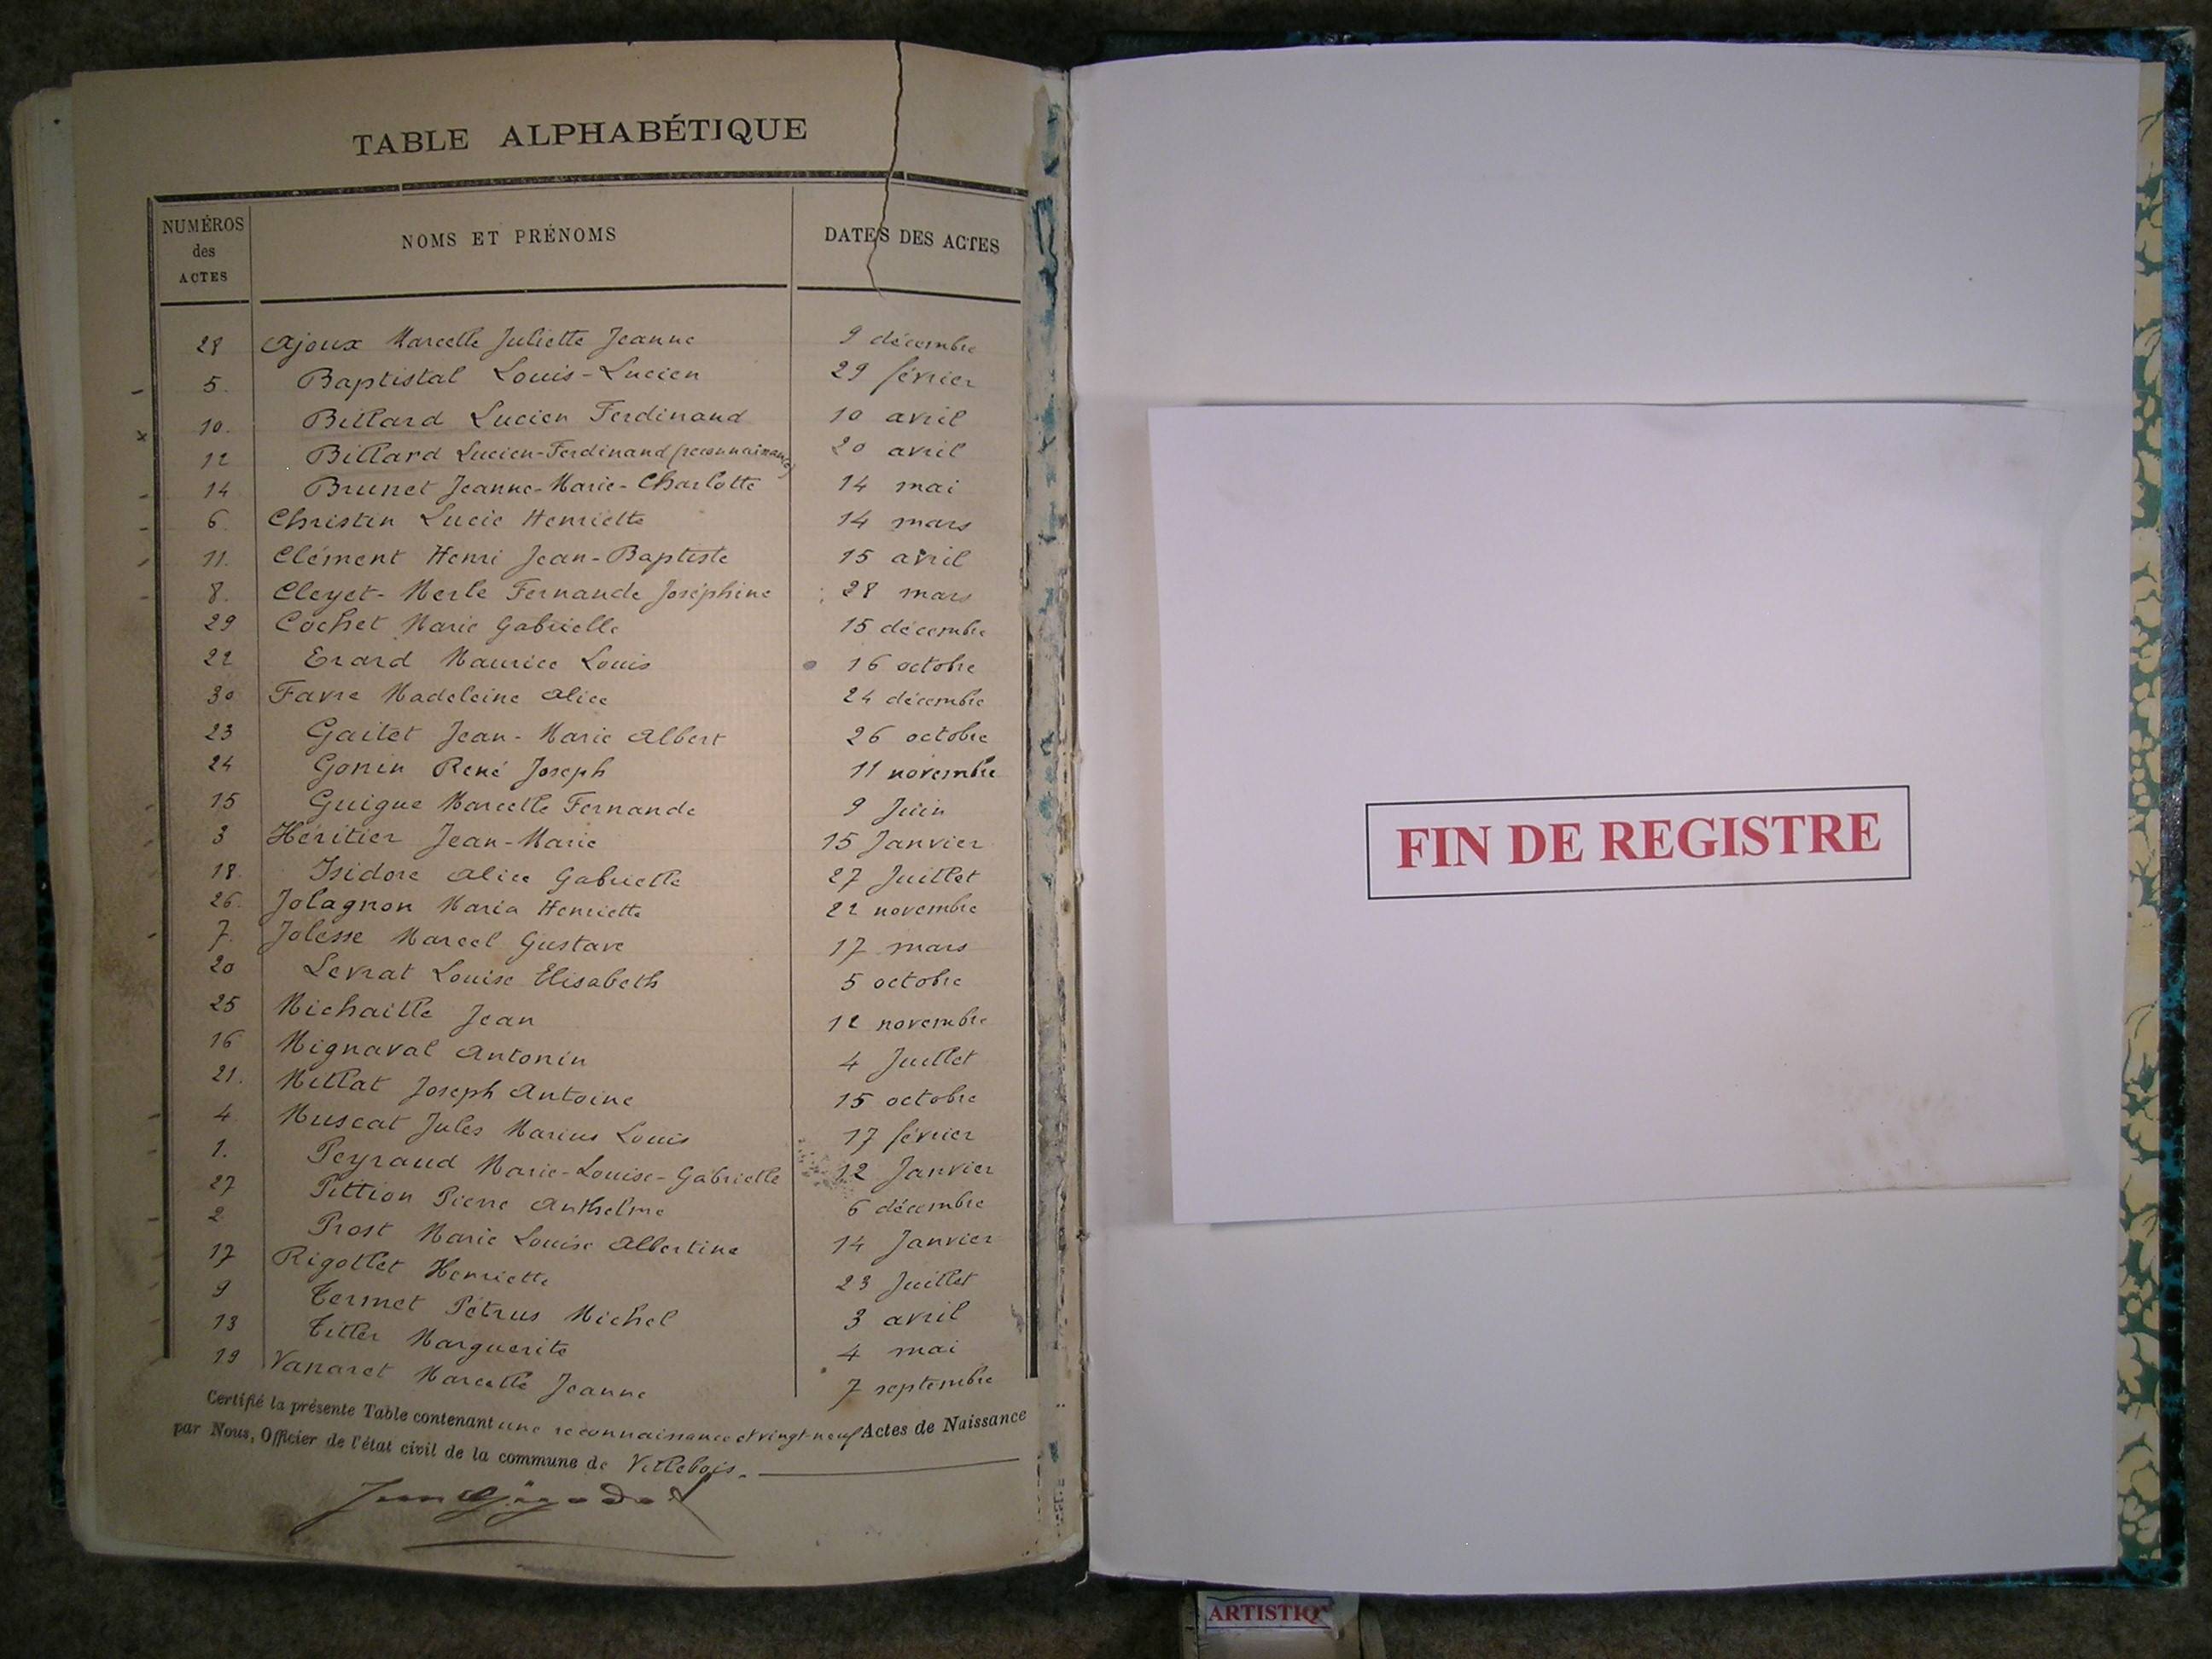 TABLE ALPHABÉTIQUE
NUMÉROS des ACTES NOMS ET PRÉNOMS DATES DES ACTES
28 Ajoux Marcelle Juliette Jeanne 9 décembre
5. Baptistal Louis-Lucien 29 février
10. Billard Lucien Ferdinand 10 avril
12 Billard Lucien-Ferdinand (reconnaissance) 20 avril
14 Brunet Jeanne-Marie-Charlotte 14 mai
6. Christin Lucie Henriette 14 mars
11. Clément Henri Jean-Baptiste 15 avril
8. Cleyet-Merle Fernande Joséphine 28 mars
29 Cochet Marie Gabrielle 15 décembre
22 Erard Maurice Louis 16 octobre
30 Favre Madeleine Alice 24 décembre
23 Gaitet Jean-Marie Albert 26 octobre
24 Gonin René Joseph 11 novembre
15 Guigue Marcelle Fernande 9 Juin
3 Héritier Jean-Marie 15 Janvier
18. Isidore Alice Gabrielle 27 Juillet
26. Jolagnon Maria Henriette 22 novembre
7. Jolesse Marcel Gustave 17 mars
20 Levrat Louise Elisabeth 5 octobre
25 Michaille Jean 12 novembre
16 Mignaval Antonin 4 Juillet
21. Millat Joseph Antoine 15 octobre
4 Muscat Jules Marius Louis 17 février
1. Peyraud Marie-Louise-Gabrielle 12 Janvier
27 Pittion Pierre Anthelme 6 décembre
2 Prost Marie Louise Albertine 14 Janvier
17 Rigollet Henriette 23 Juillet
9 Termet Pétrus Michel 3 avril
13 Tiller Marguerite 4 mai
19 Vanaret Marcelle Jeanne 7 septembre
Certifié la présente Table contenant une reconnaissance et vingt-neuf Actes de Naissance
par Nous, Officier de l'état civil de la commune de Villebois.
FIN DE REGISTRE
ARTISTIQ